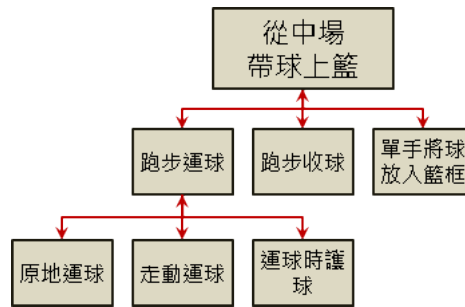 從中場
帶球上籃
跑步運球
跑步收球
單手將球
放入籃框
原地運球
走動運球
運球時護
球